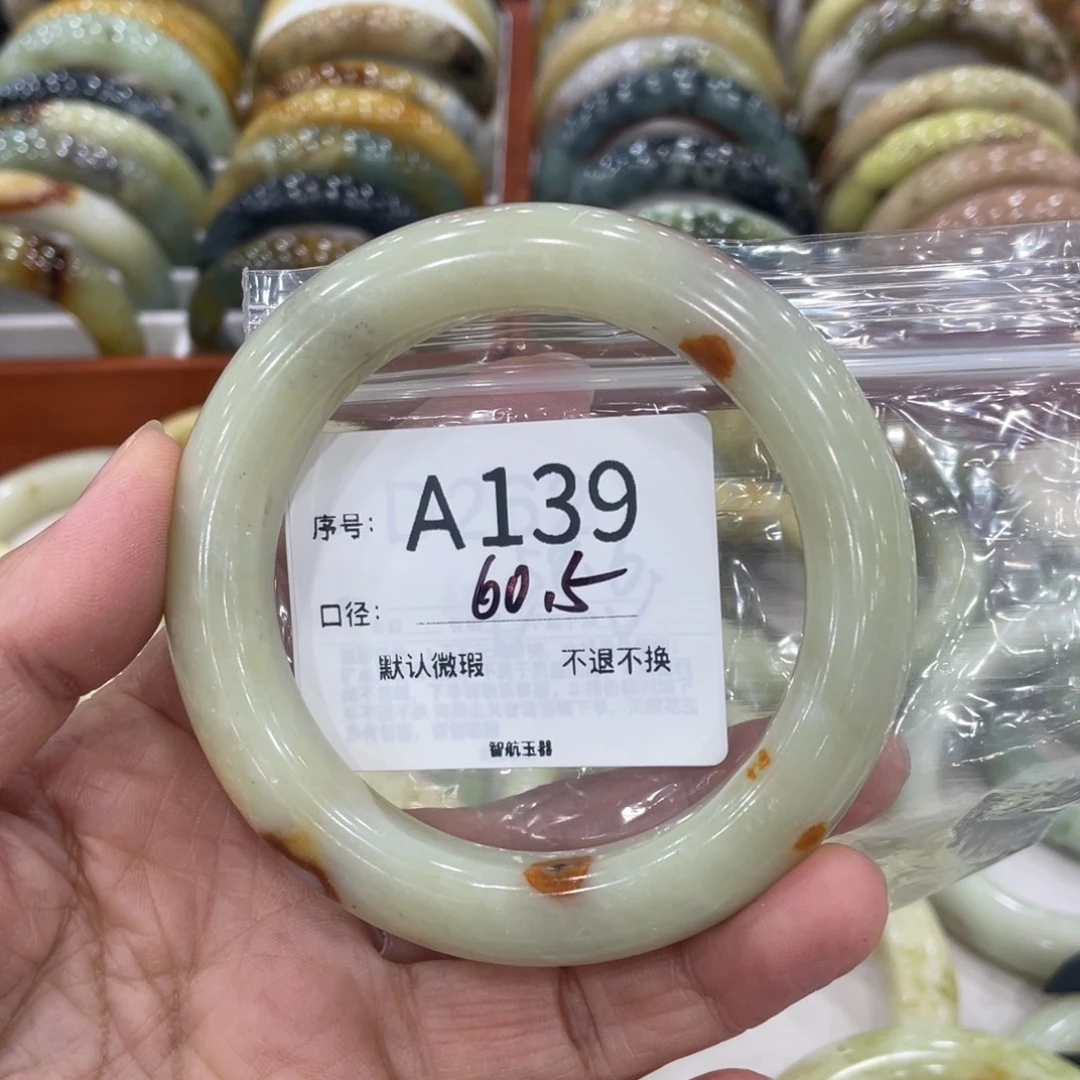 序号: A139
口径: 60.5
默认微瑕 不退不换
智航玉器